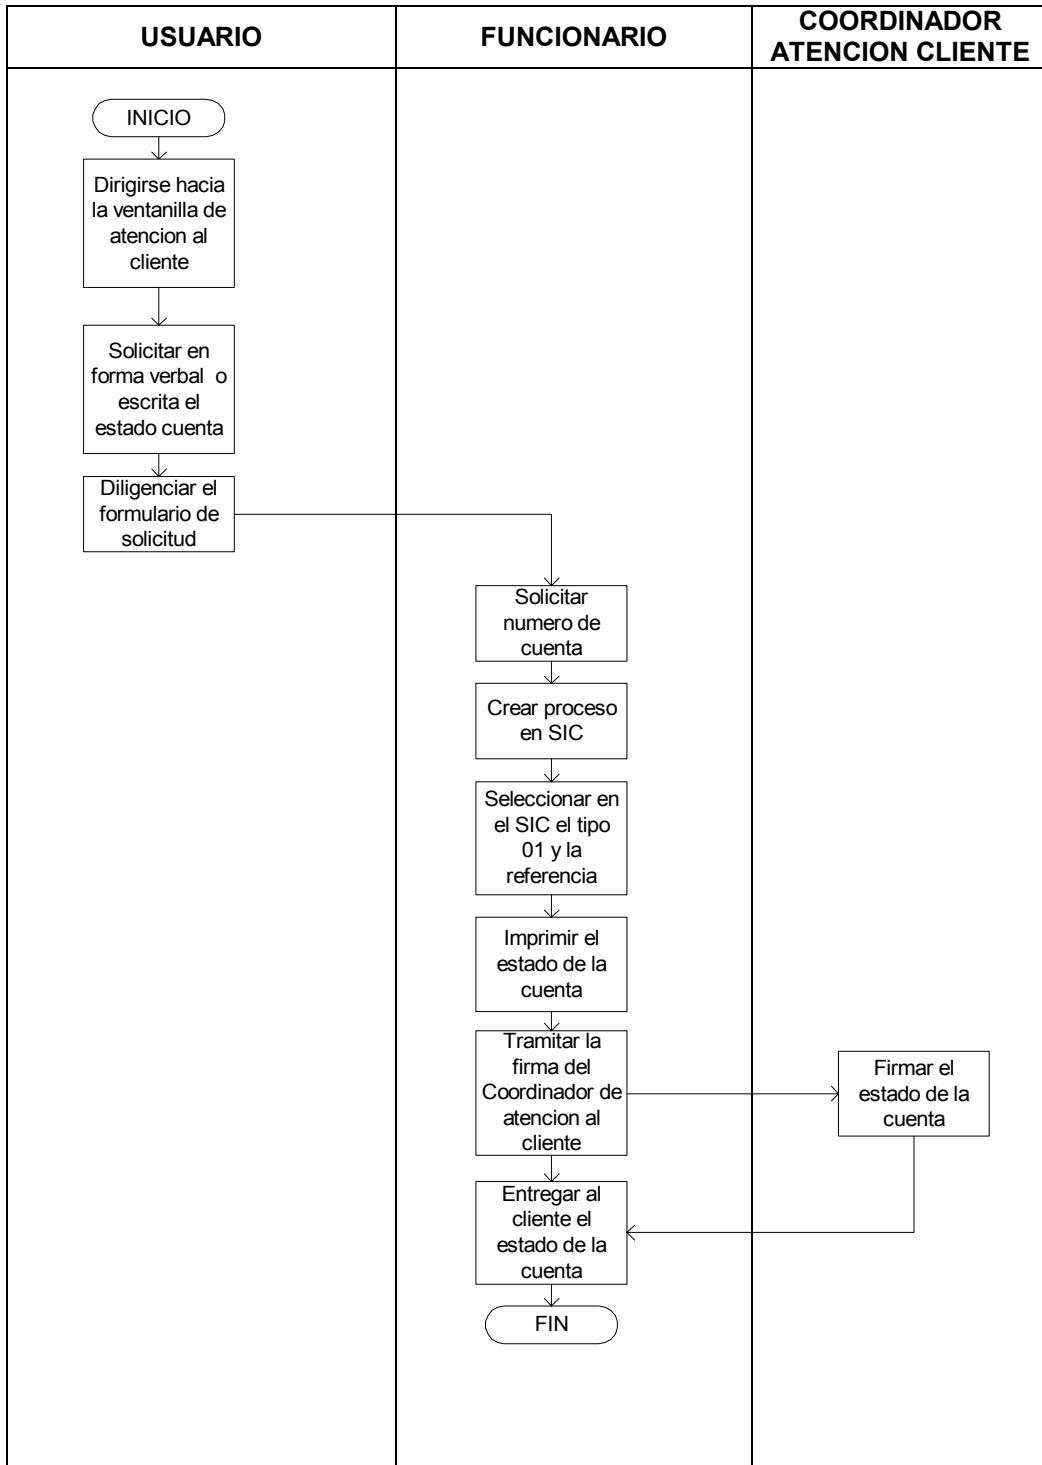 USUARIO
FUNCIONARIO
COORDINADOR
ATENCION CLIENTE
INICIO
Dirigirse hacia
la ventanilla de
atencion al
cliente
Solicitar en
forma verbal o
escrita el
estado cuenta
Diligenciar el
formulario de
solicitud
Solicitar
numero de
cuenta
Crear proceso
en SIC
Seleccionar en
el SIC el tipo
01 y la
referencia
Imprimir el
estado de la
cuenta
Tramitar la
firma del
Coordinador de
atencion al
cliente
Firmar el
estado de la
cuenta
Entregar al
cliente el
estado de la
cuenta
FIN